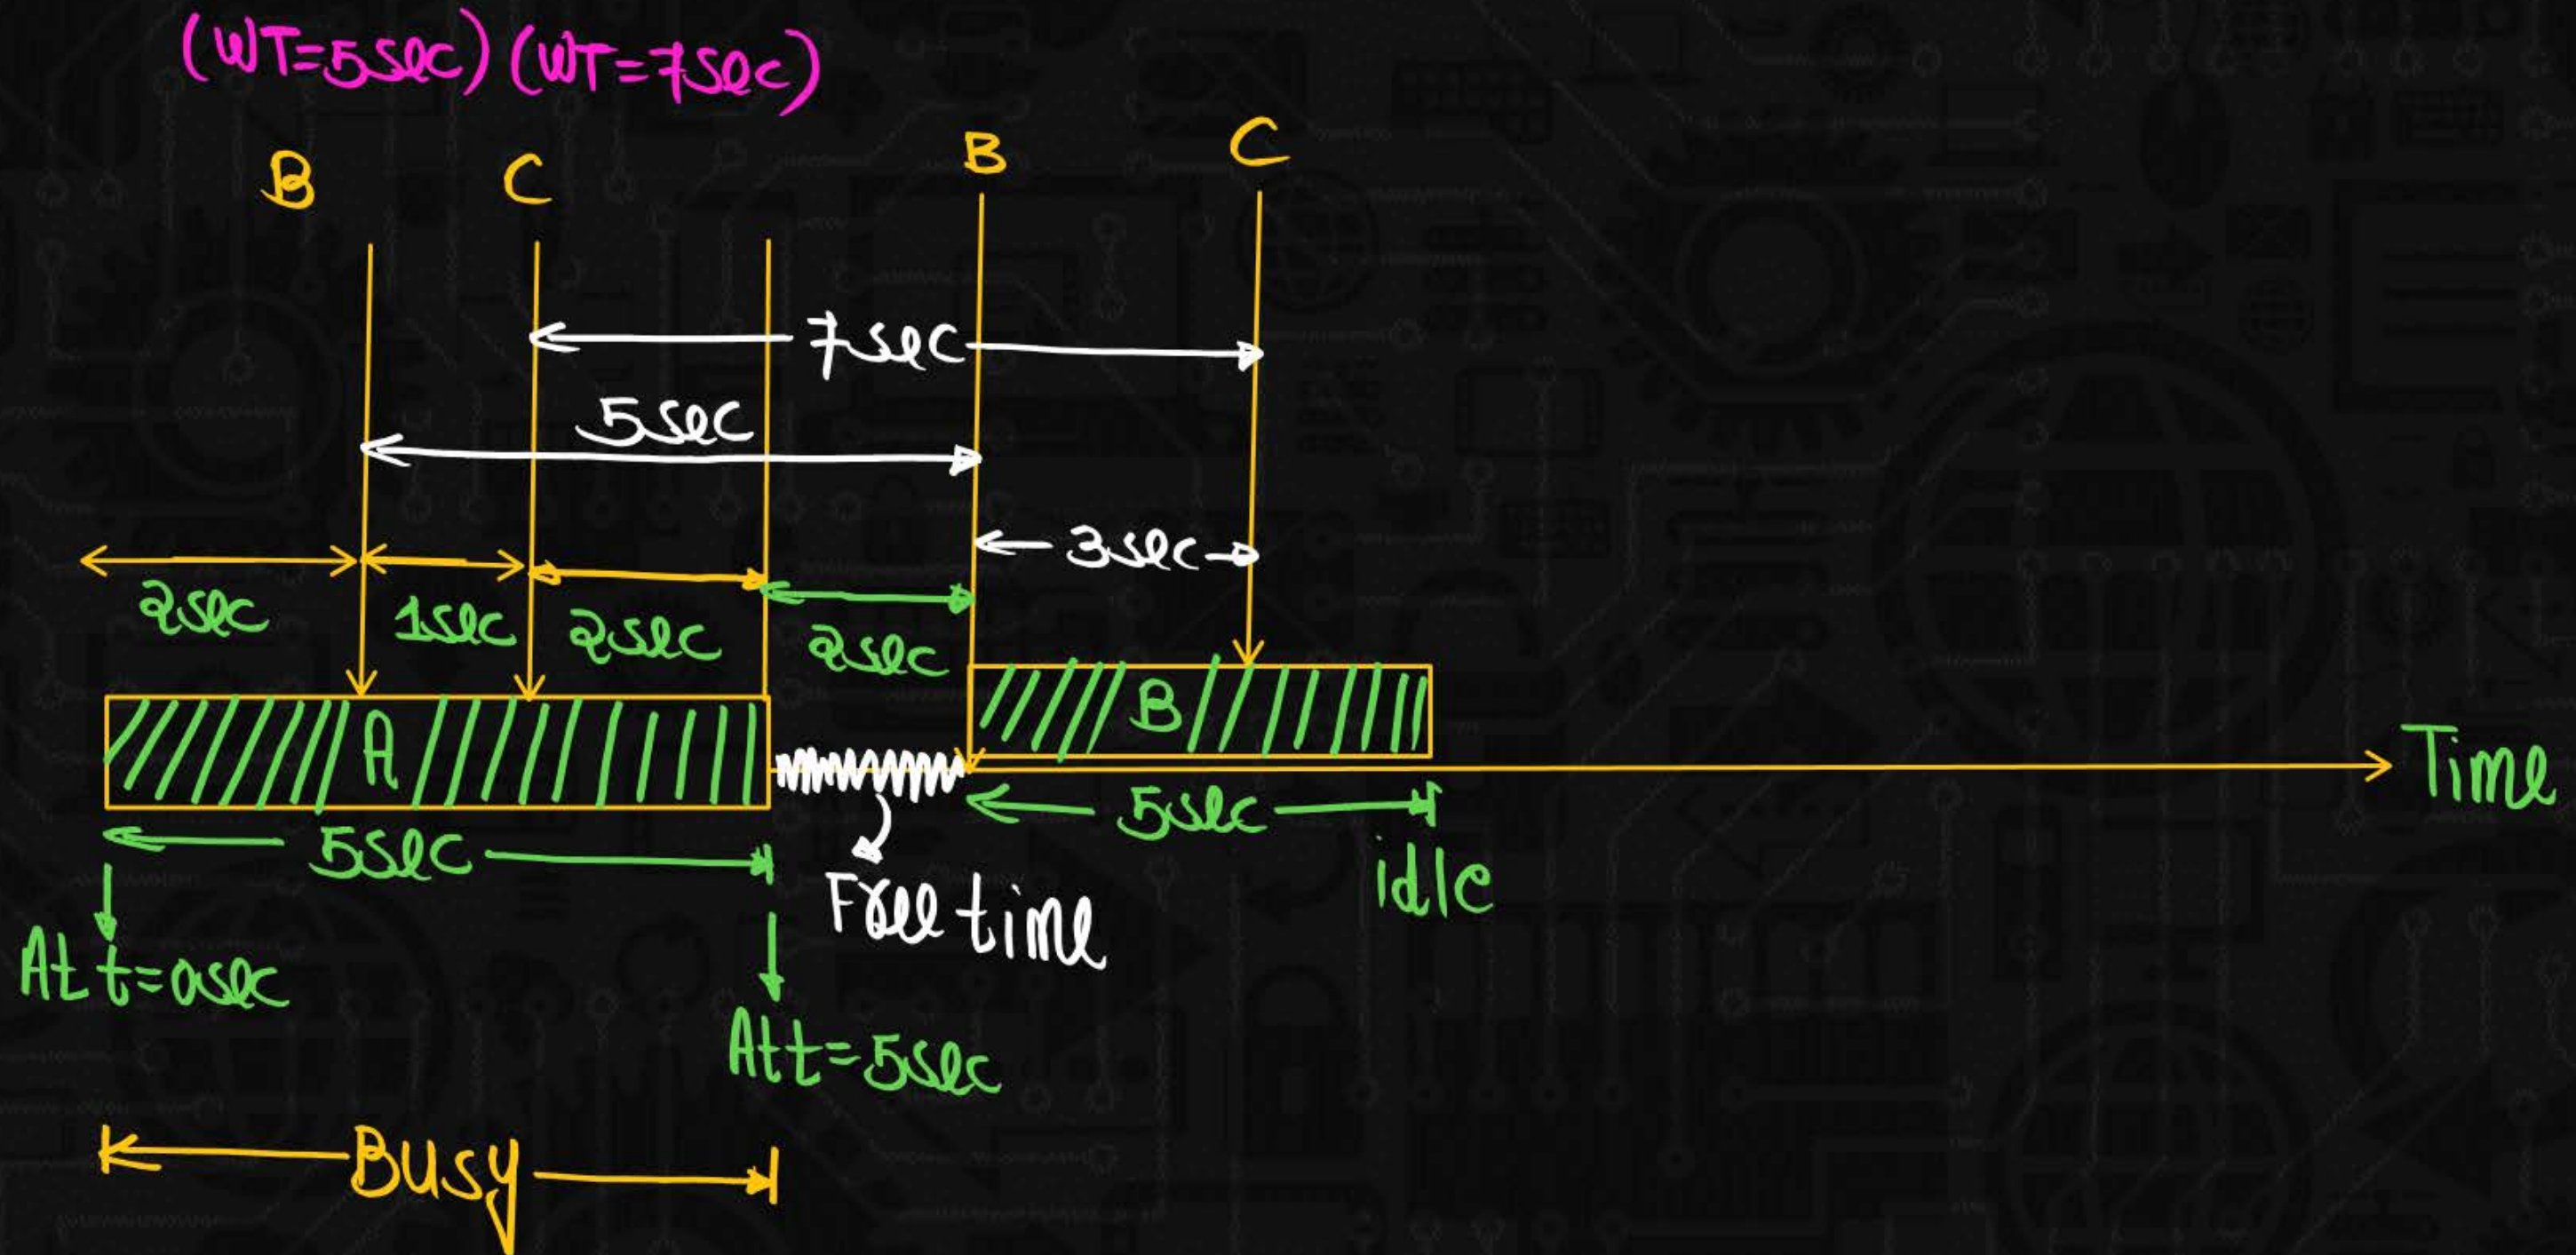 (WT=5sec) (WT=7sec)
B C B C
7sec
5sec
3sec
2sec 1sec 2sec 2sec
A B
Time
5sec
5sec
idle
Free time
At t=0sec
At t=5sec
Busy